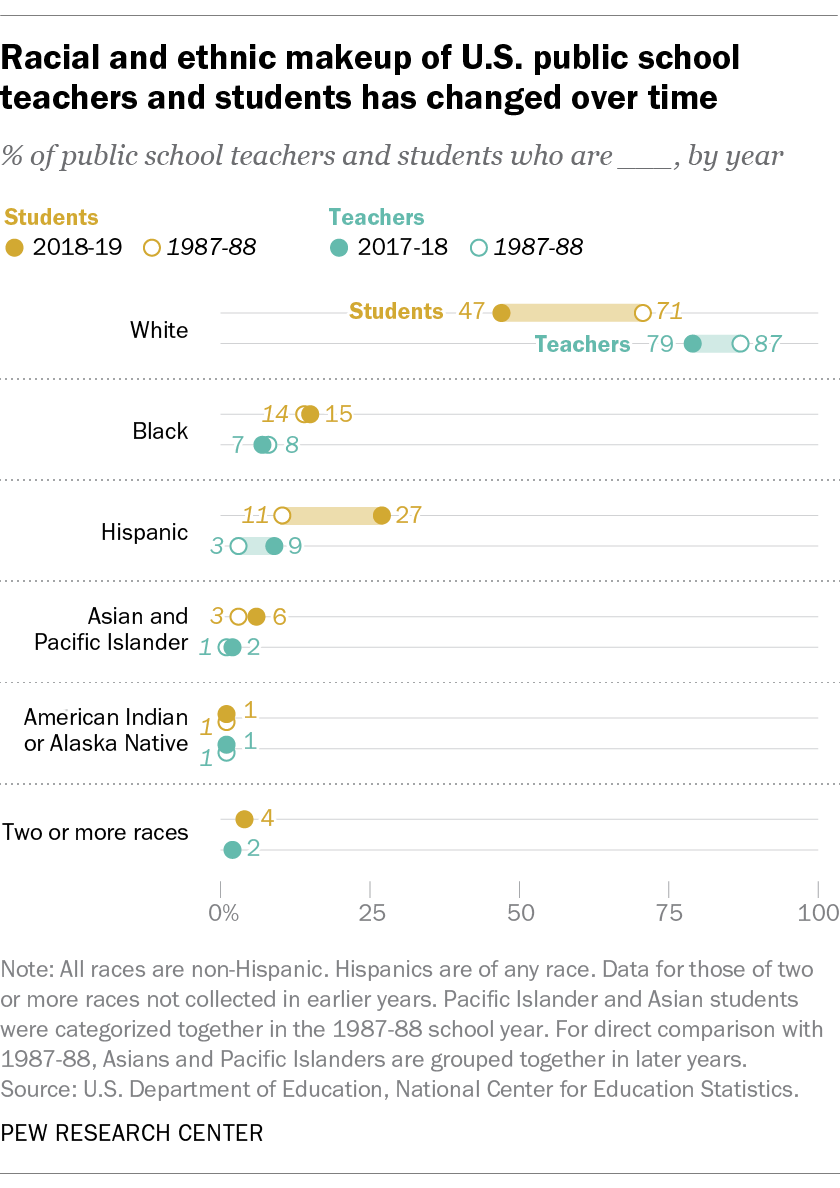 Racial and ethnic makeup of U.S. public school
teachers and students has changed over time
% of public school teachers and students who are ___, by year
Students
Teachers
2018-19 1987-88 2017-18 1987-88
White
Students 47 71
Teachers 79 87
Black
14 15
7 8
Hispanic
11 27
3 9
Asian and
Pacific Islander
3 6
1 2
American Indian
or Alaska Native
1 1
1 1
Two or more races
4
2
0% 25 50 75 100
Note: All races are non-Hispanic. Hispanics are of any race. Data for those of two
or more races not collected in earlier years. Pacific Islander and Asian students
were categorized together in the 1987-88 school year. For direct comparison with
1987-88, Asians and Pacific Islanders are grouped together in later years.
Source: U.S. Department of Education, National Center for Education Statistics.
PEW RESEARCH CENTER